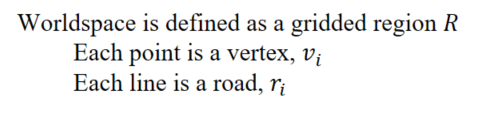 Worldspace is defined as a gridded region R
Each point is a vertex, vᵢ
Each line is a road, rᵢ